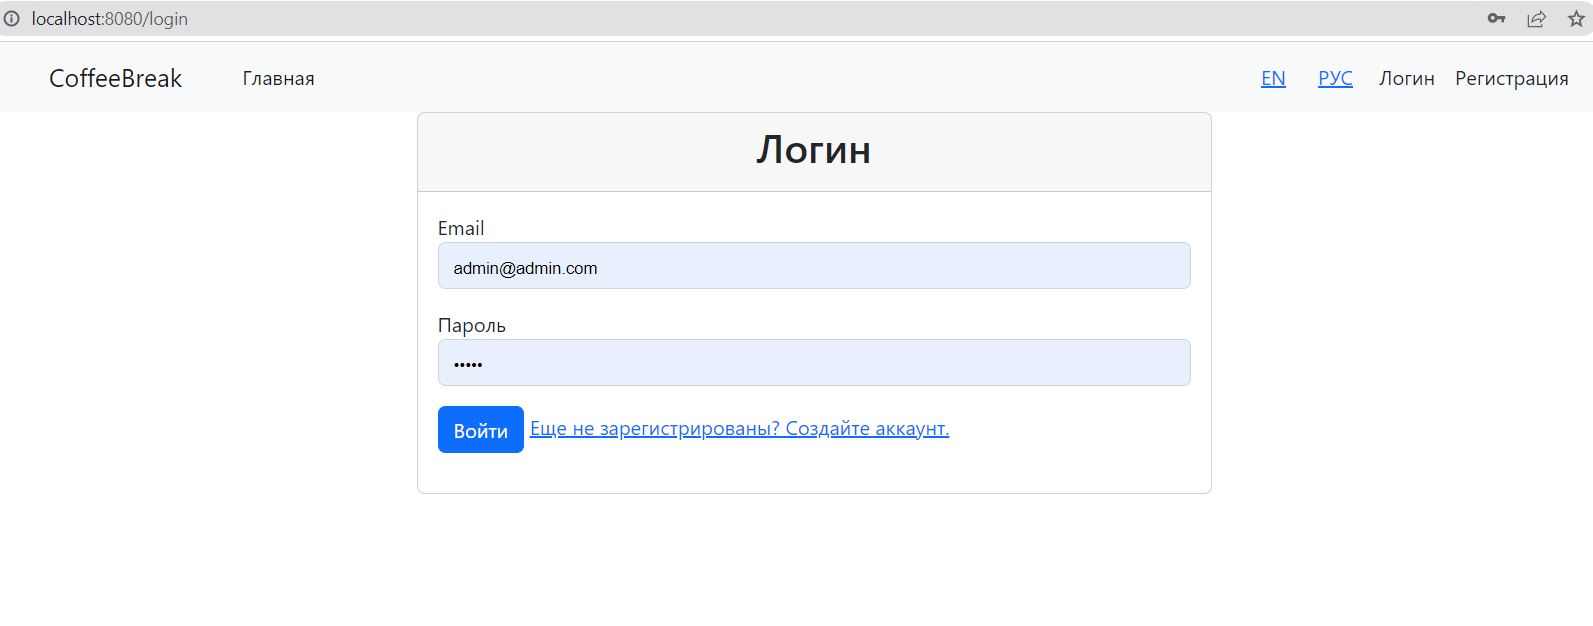 localhost:8080/login
CoffeeBreak Главная EN РУС Логин Регистрация
Логин
Email
admin@admin.com
Пароль
•••••
Войти Еще не зарегистрированы? Создайте аккаунт.